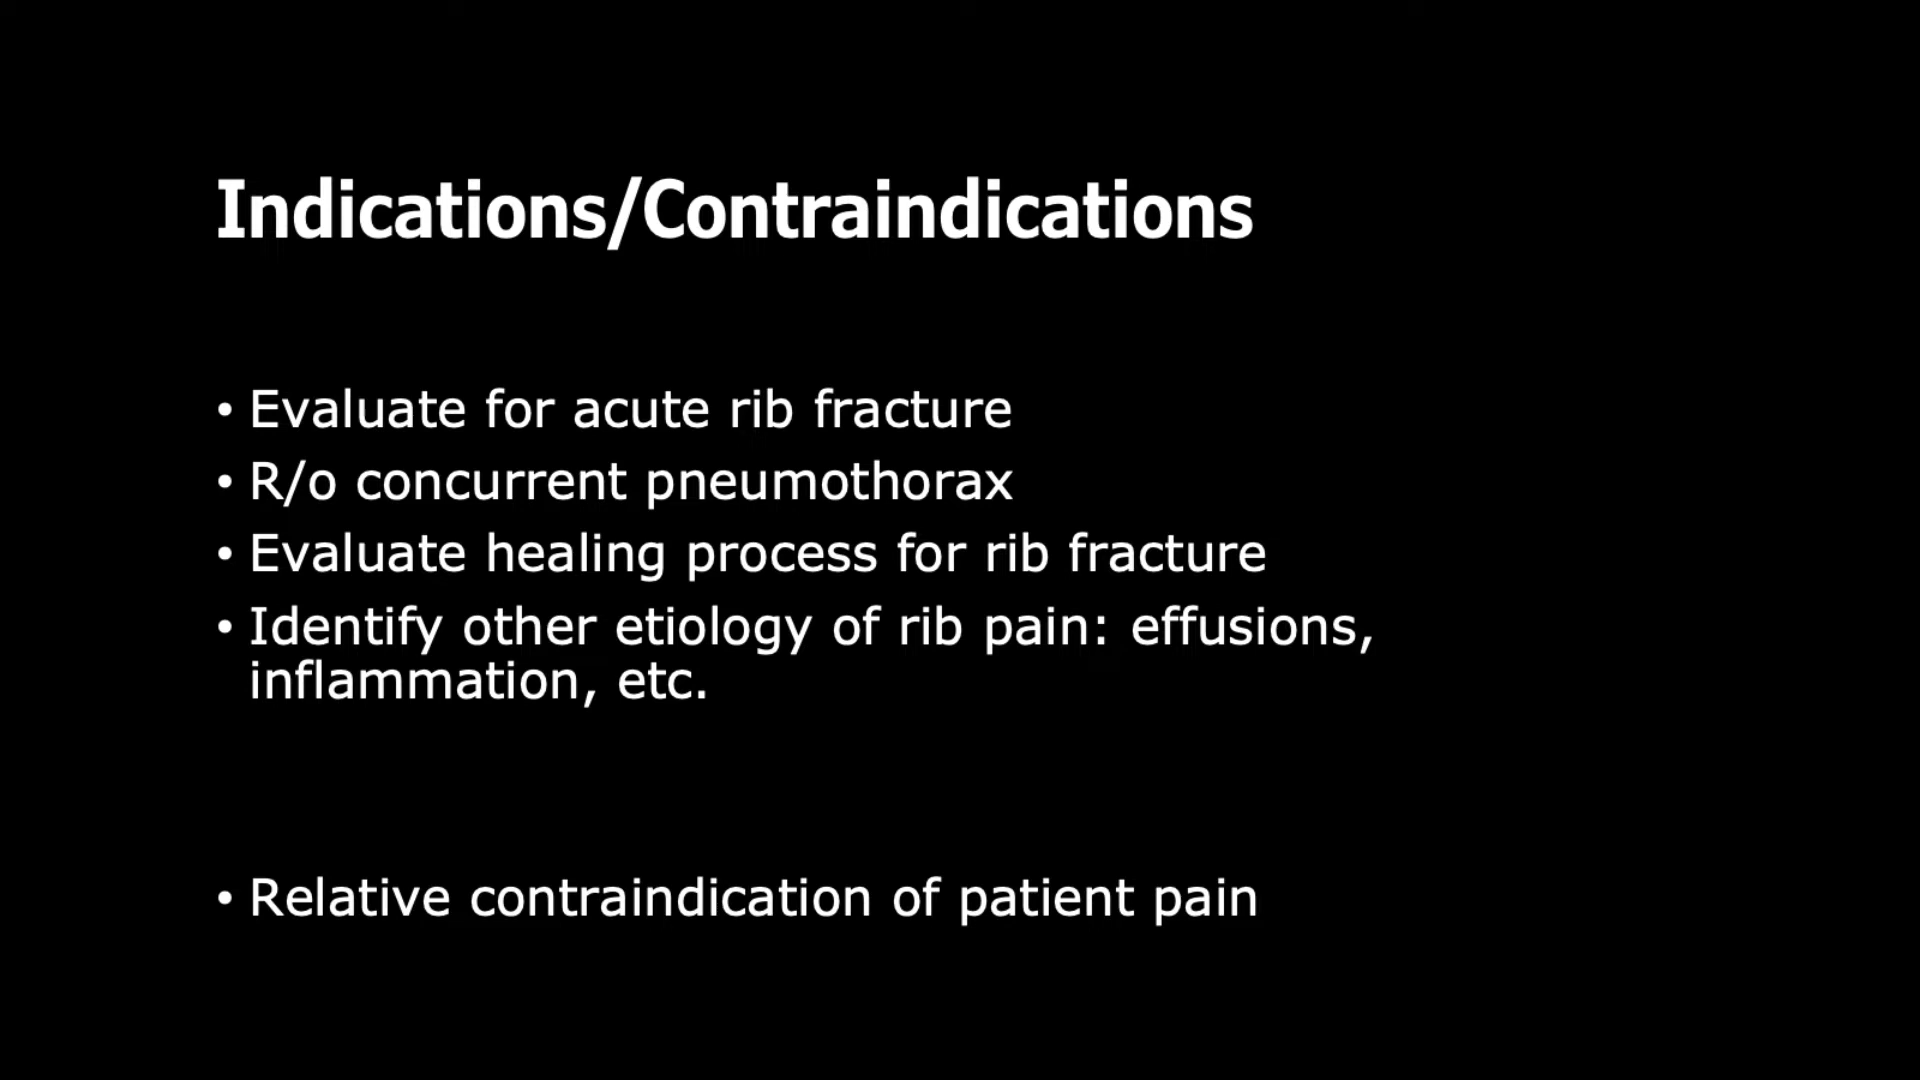 Indications/Contraindications
• Evaluate for acute rib fracture
• R/o concurrent pneumothorax
• Evaluate healing process for rib fracture
• Identify other etiology of rib pain: effusions,
inflammation, etc.
• Relative contraindication of patient pain